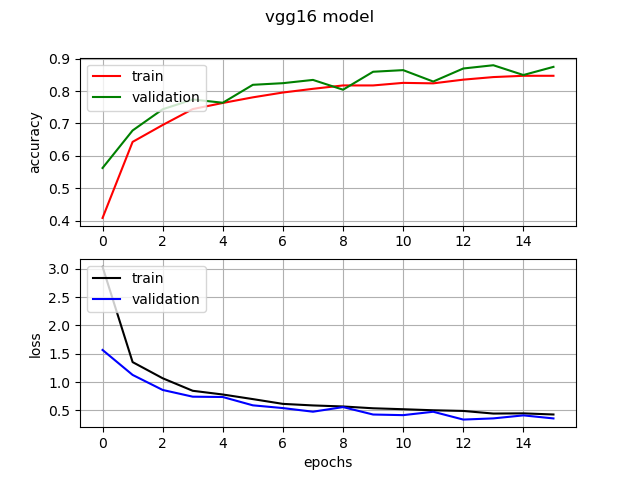 vgg16 model
accuracy
0.9
0.8
0.7
0.6
0.5
0.4
train
validation
0 2 4 6 8 10 12 14
loss
3.0
2.5
2.0
1.5
1.0
0.5
train
validation
0 2 4 6 8 10 12 14
epochs